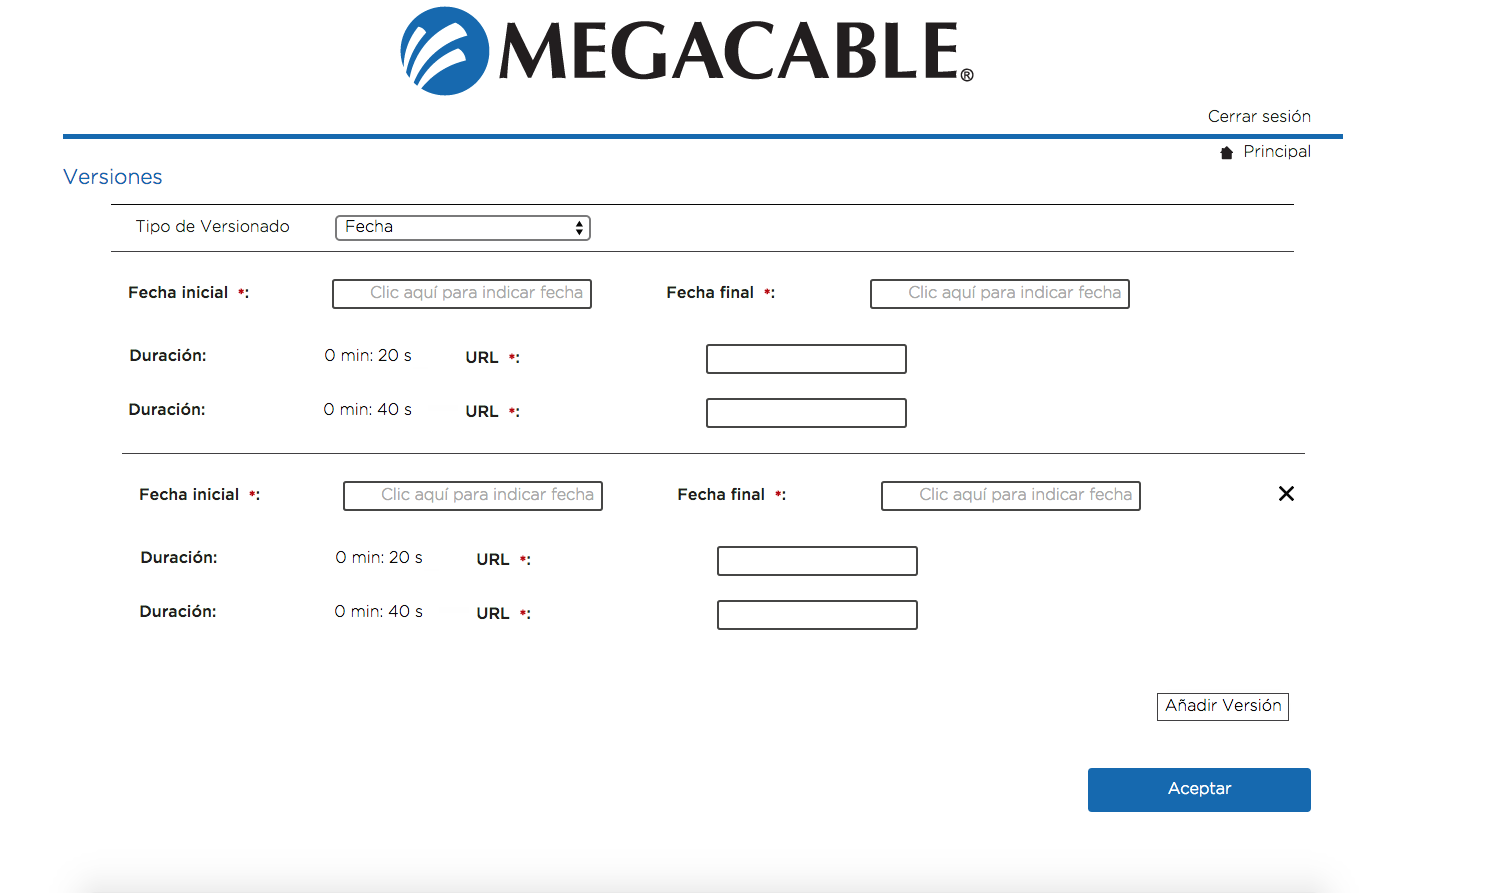 MEGACABLE®
Cerrar sesión
Principal
Versiones
Tipo de Versionado Fecha
Fecha inicial *: Clic aquí para indicar fecha Fecha final *: Clic aquí para indicar fecha
Duración: 0 min: 20 s URL *:
Duración: 0 min: 40 s URL *:
Fecha inicial *: Clic aquí para indicar fecha Fecha final *: Clic aquí para indicar fecha
Duración: 0 min: 20 s URL *:
Duración: 0 min: 40 s URL *:
Añadir Versión
Aceptar